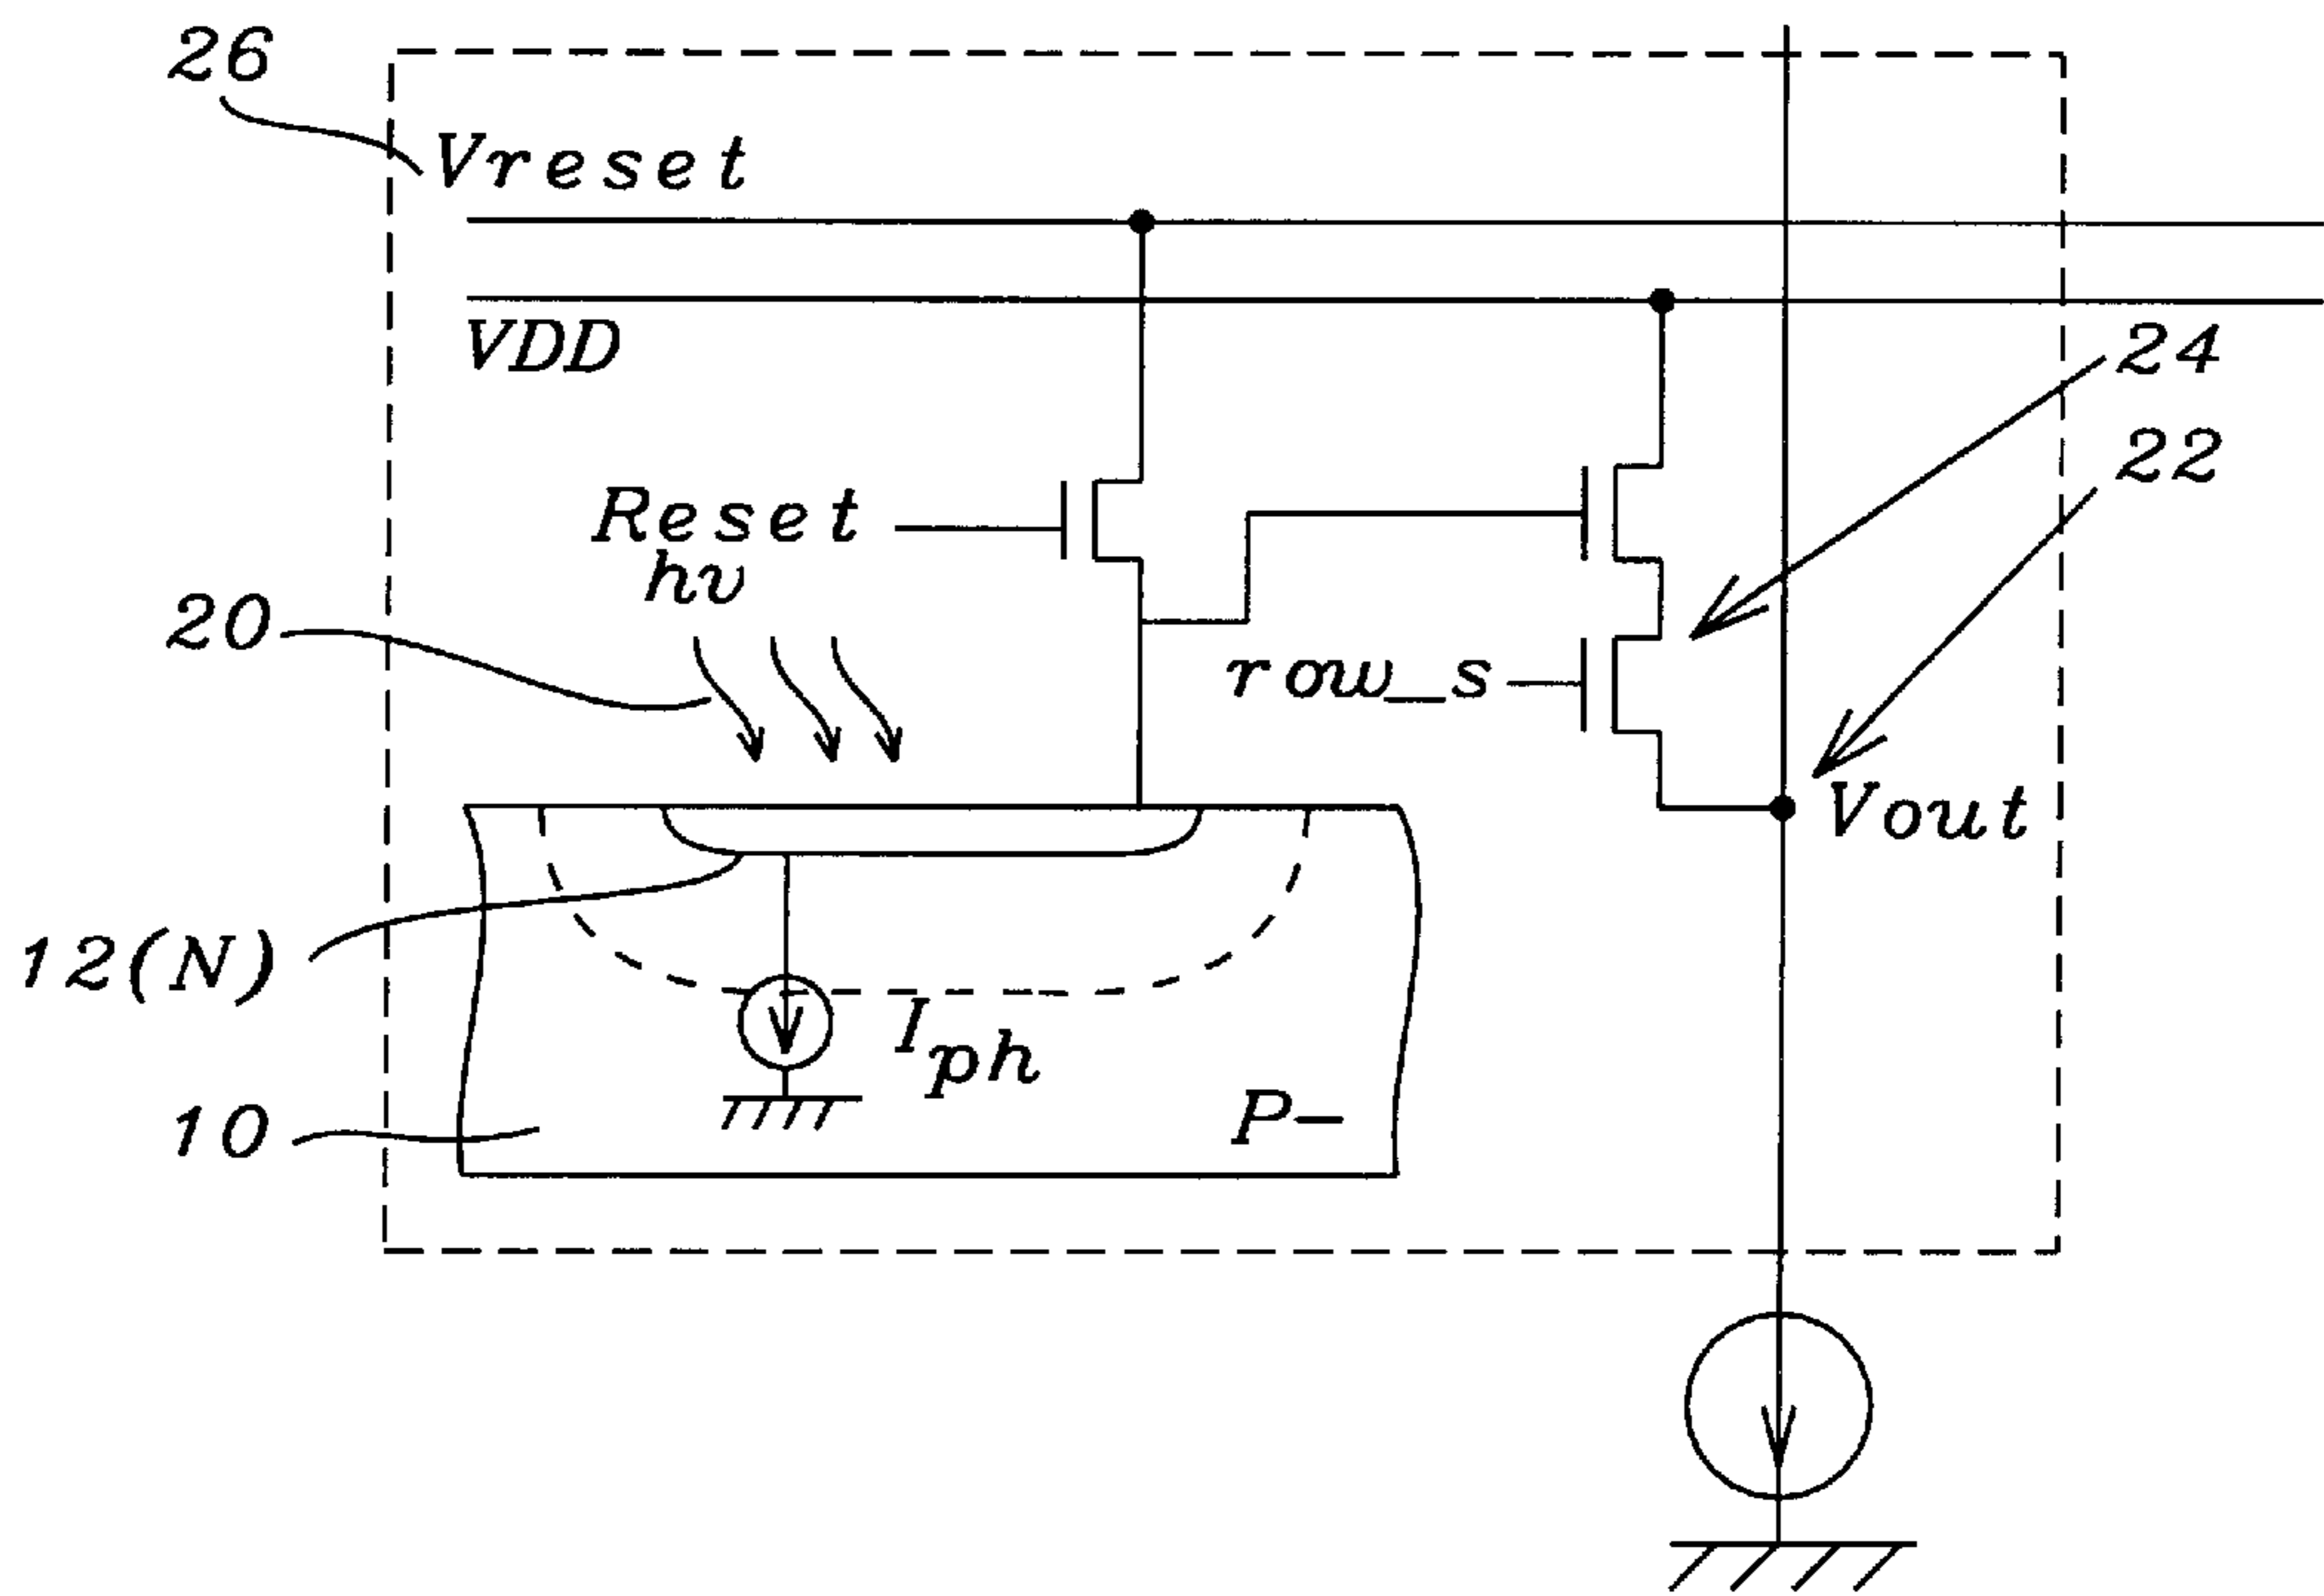 26
Vreset
VDD
24
22
Reset
hν
20
row_s
Vout
12(N)
Iph
10
P-